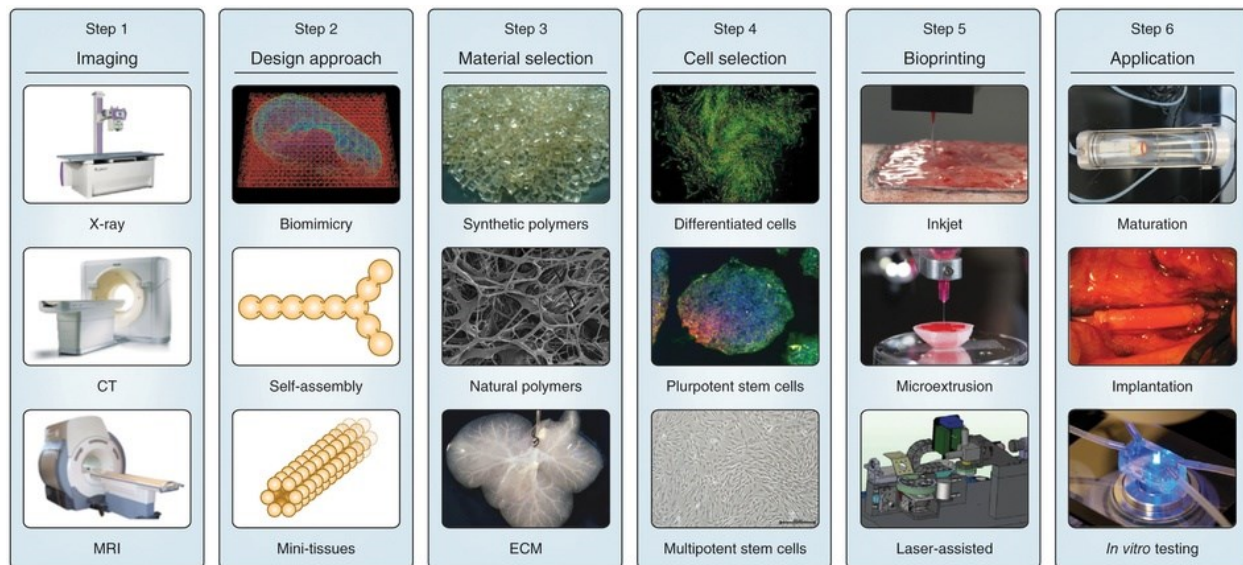 Step 1
Imaging
X-ray
CT
MRI
Step 2
Design approach
Biomimicry
Self-assembly
Mini-tissues
Step 3
Material selection
Synthetic polymers
Natural polymers
ECM
Step 4
Cell selection
Differentiated cells
Plurpotent stem cells
Multipotent stem cells
Step 5
Bioprinting
Inkjet
Microextrusion
Laser-assisted
Step 6
Application
Maturation
Implantation
In vitro testing